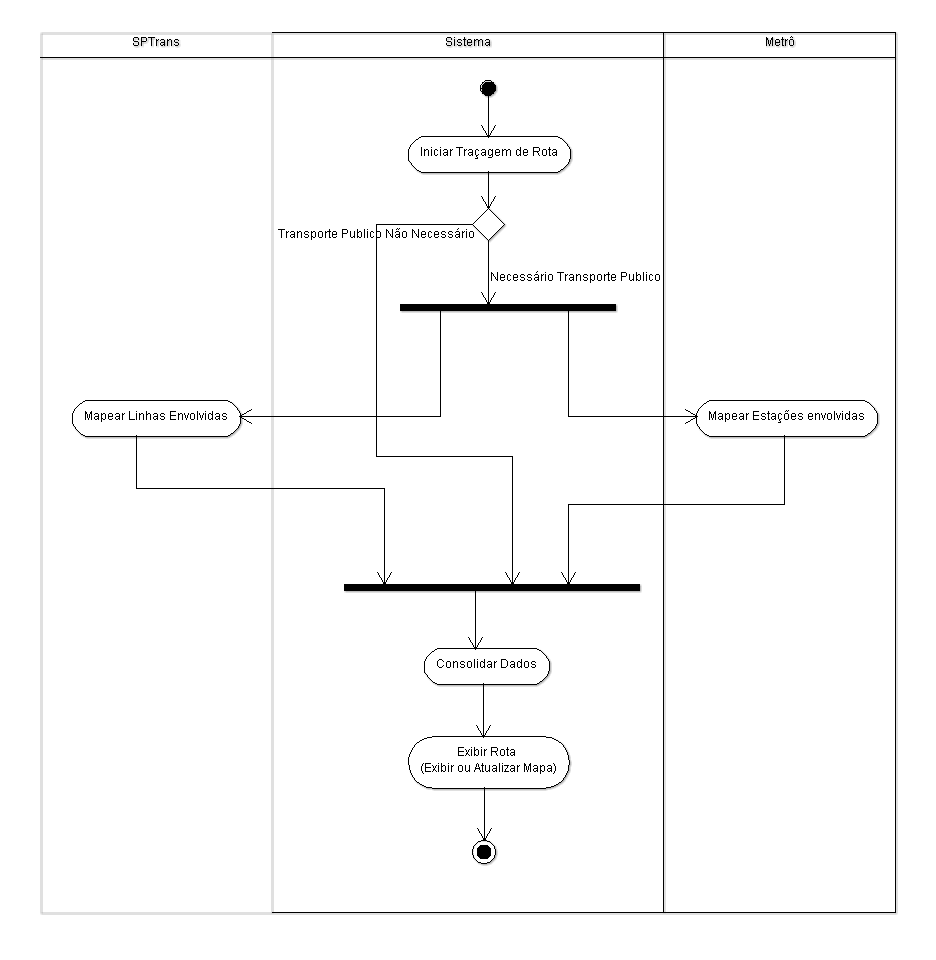 SPTrans
Sistema
Metrô
Iniciar Traçagem de Rota
Transporte Publico Não Necessário
Necessário Transporte Publico
Mapear Linhas Envolvidas
Mapear Estações envolvidas
Consolidar Dados
Exibir Rota
(Exibir ou Atualizar Mapa)